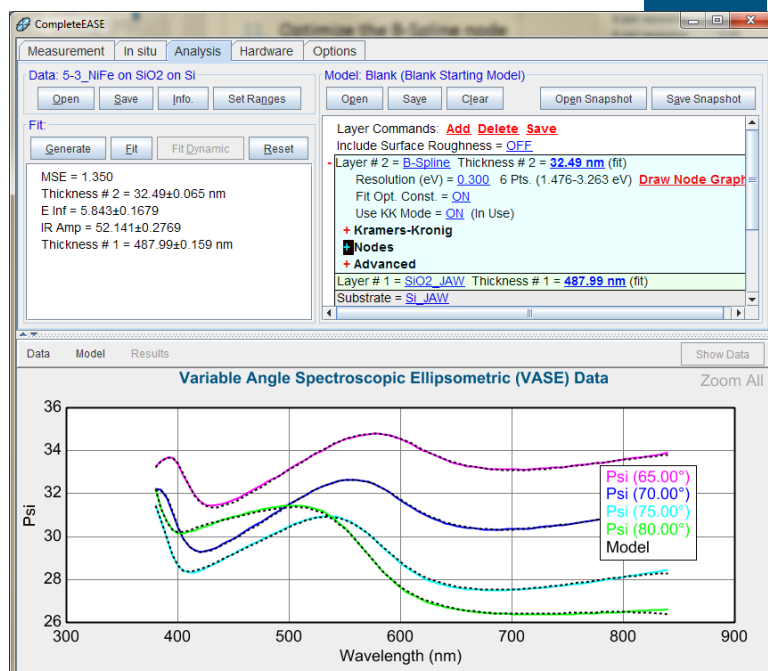 11. Optimize the B-Spline node
CompleteEASE
Measurement In situ Analysis Hardware Options
Data: 5-3_NiFe on SiO2 on Si
Open Save Info. Set Ranges
Fit:
Generate Fit Fit Dynamic Reset
MSE = 1.350
Thickness # 2 = 32.49±0.065 nm
E Inf = 5.843±0.1679
IR Amp = 52.141±0.2769
Thickness # 1 = 487.99±0.159 nm
Model: Blank (Blank Starting Model)
Open Save Clear Open Snapshot Save Snapshot
Layer Commands: Add Delete Save
Include Surface Roughness = OFF
- Layer # 2 = B-Spline Thickness # 2 = 32.49 nm (fit)
Resolution (eV) = 0.300 6 Pts. (1.476-3.263 eV) Draw Node Graph
Fit Opt. Const. = ON
Use KK Mode = ON (In Use)
+ Kramers-Kronig
+ Nodes
+ Advanced
Layer # 1 = SiO2_JAW Thickness # 1 = 487.99 nm (fit)
Substrate = Si_JAW
Data Model Results Show Data
Variable Angle Spectroscopic Ellipsometric (VASE) Data
Zoom All
36
34
32
30
28
26
Psi
Psi (65.00°)
Psi (70.00°)
Psi (75.00°)
Psi (80.00°)
Model
300 400 500 600 700 800 900
Wavelength (nm)